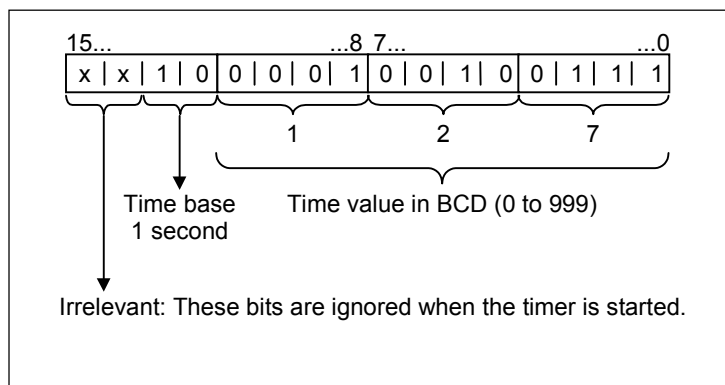 15... ...8 7... ...0
x | x | 1 | 0 | 0 | 0 | 0 | 1 | 0 | 0 | 1 | 0 | 0 | 1 | 1 | 1
1 2 7
Time base Time value in BCD (0 to 999)
1 second
Irrelevant: These bits are ignored when the timer is started.